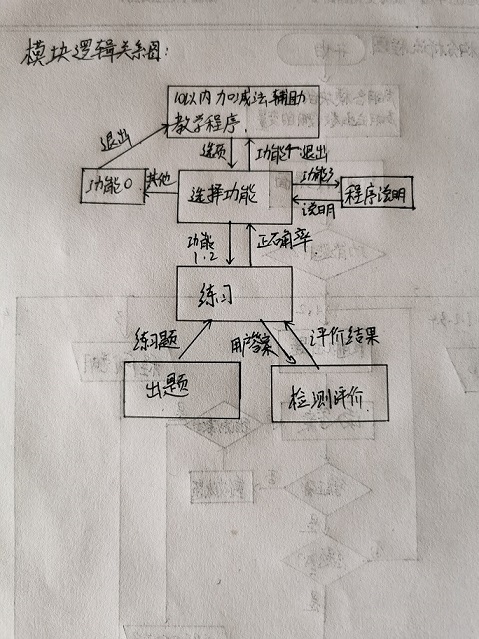 模块逻辑关系图:
10以内加减法辅助
教学程序.
退出
选项
功能4退出
功能0
其他
选择功能
功能3
说明
程序说明
功能
1.2
正确率.
练习
练习题
用户答案
评价结果
出题
检测评价.